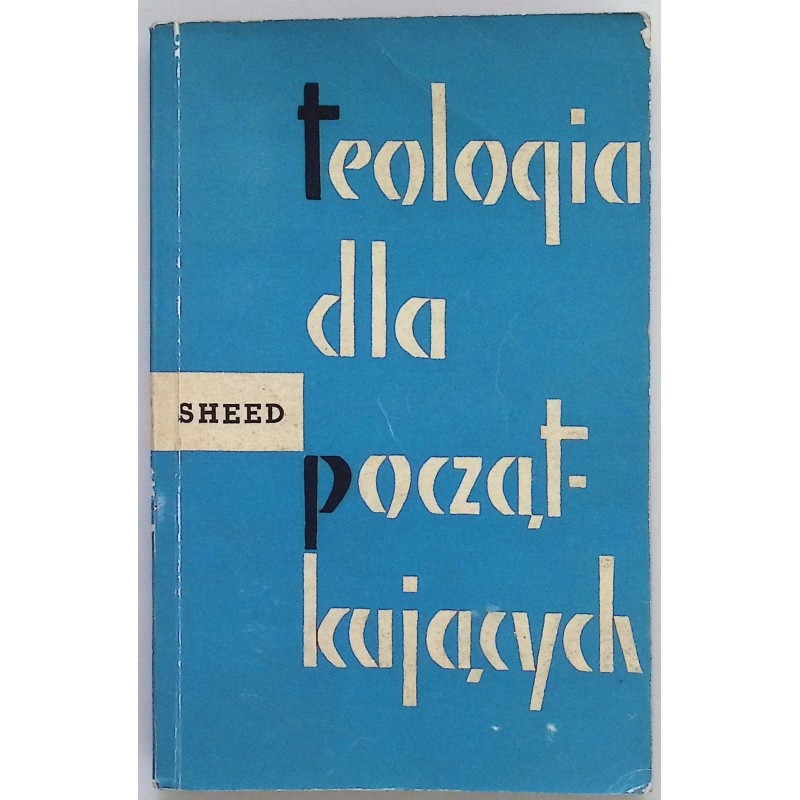 teologia
dla
SHEED
począt-
kujących